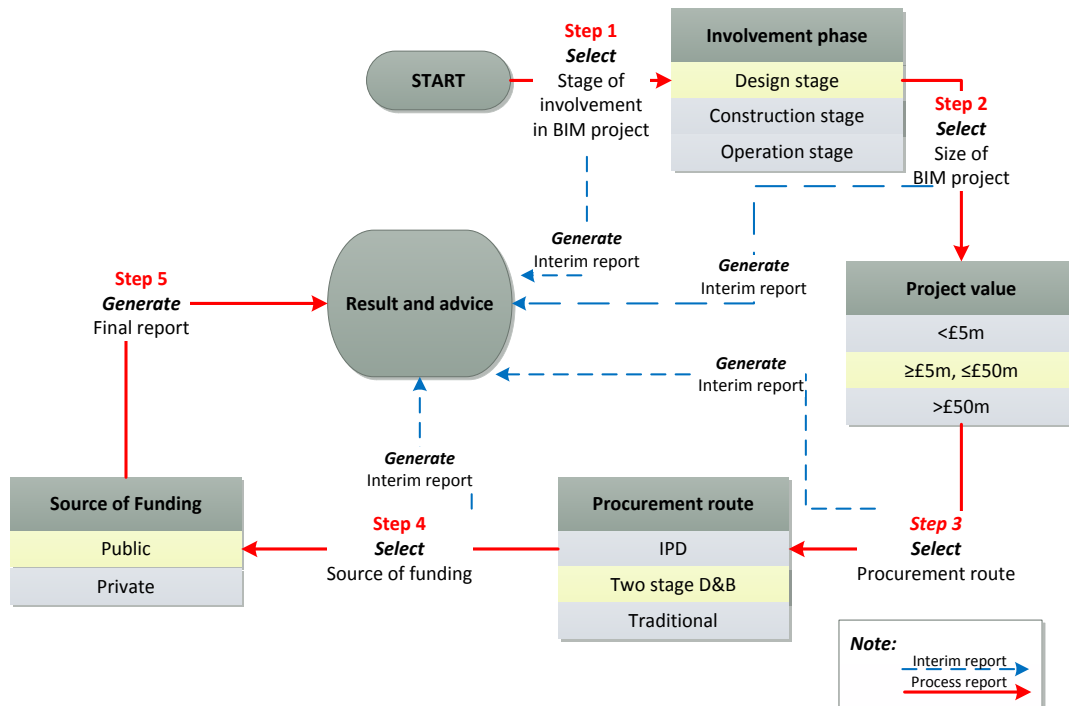 START
Step 1
Select
Stage of
involvement
in BIM project
Involvement phase
Design stage
Construction stage
Operation stage
Step 2
Select
Size of
BIM project
Generate
Interim report
Generate
Interim report
Step 5
Generate
Final report
Result and advice
Project value
<£5m
≥£5m, ≤£50m
>£50m
Generate
Interim report
Generate
Interim report
Source of Funding
Public
Private
Step 4
Select
Source of funding
Procurement route
IPD
Two stage D&B
Traditional
Step 3
Select
Procurement route
Note:
Interim report
Process report